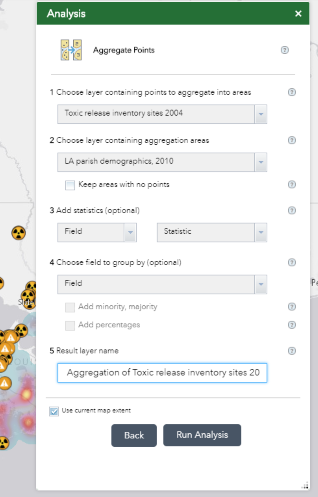 Analysis ×
Aggregate Points
1 Choose layer containing points to aggregate into areas
Toxic release inventory sites 2004
2 Choose layer containing aggregation areas
LA parish demographics, 2010
Keep areas with no points
3 Add statistics (optional)
Field Statistic
4 Choose field to group by (optional)
Field
Add minority, majority
Add percentages
5 Result layer name
Aggregation of Toxic release inventory sites 20
Use current map extent
Back Run Analysis